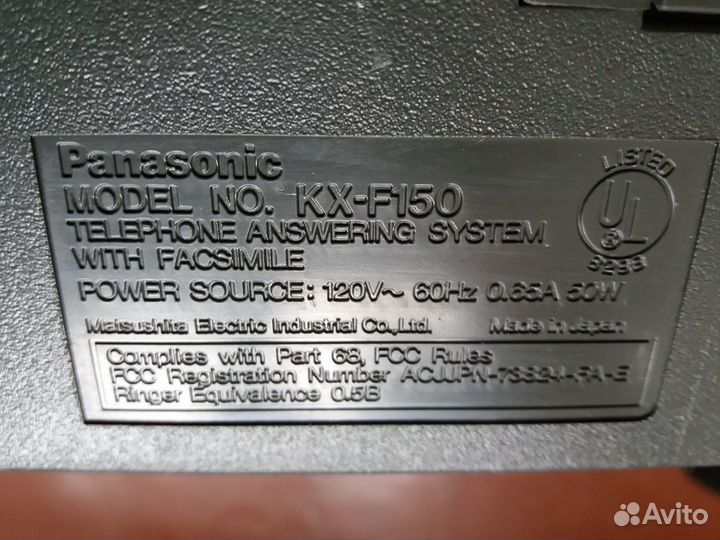 Panasonic
MODEL NO. KX-F150
TELEPHONE ANSWERING SYSTEM
WITH FACSIMILE
POWER SOURCE: 120V~ 60Hz 0.65A 50W
Matsushita Electric Industrial Co.,Ltd. Made in Japan
Complies with Part 68, FCC Rules
FCC Registration Number ACJJPN-73824-FA-E
Ringer Equivalence 0.5B
LISTED
UL
®
Avito